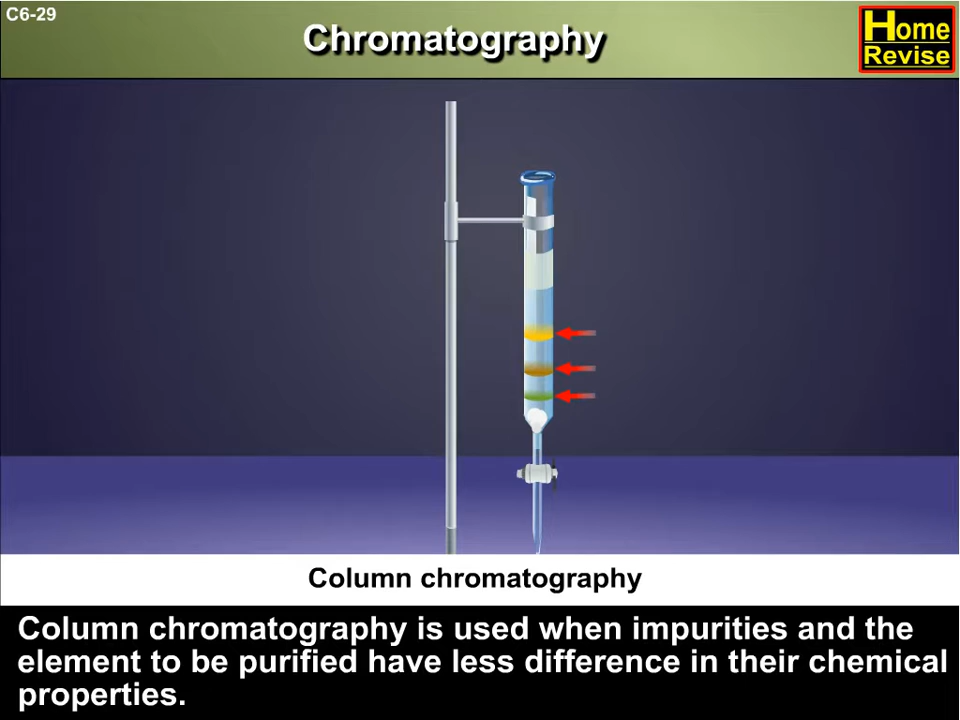 C6-29
Chromatography
Home
Revise
Column chromatography
Column chromatography is used when impurities and the
element to be purified have less difference in their chemical
properties.